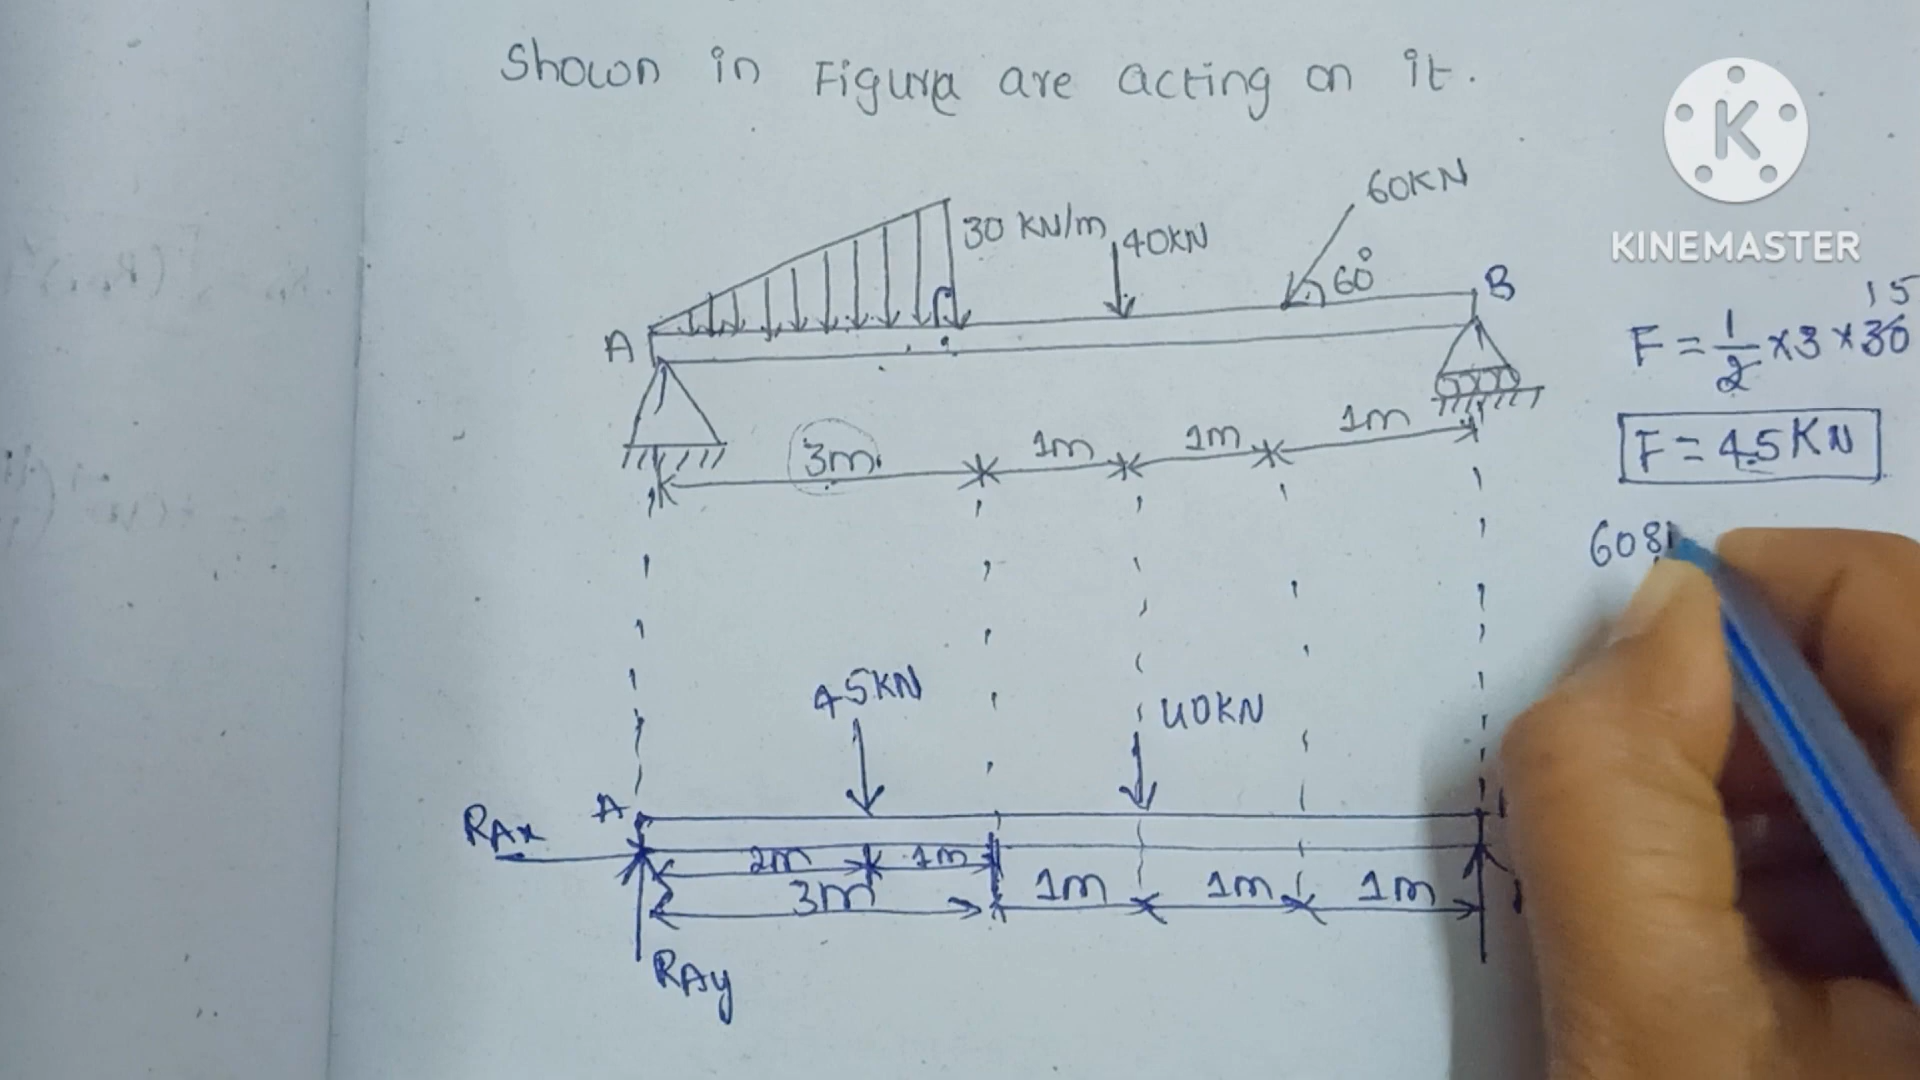 Shown in Figure are acting on it.
60KN
KINEMASTER
30 KN/m
40KN
60°
A
B
15
F = 1/2 × 3 × 30
3m
1m
1m
1m
F = 45 KN
45KN
40KN
A
RAx
2m
1m
3m
1m
1m
1m
RAy